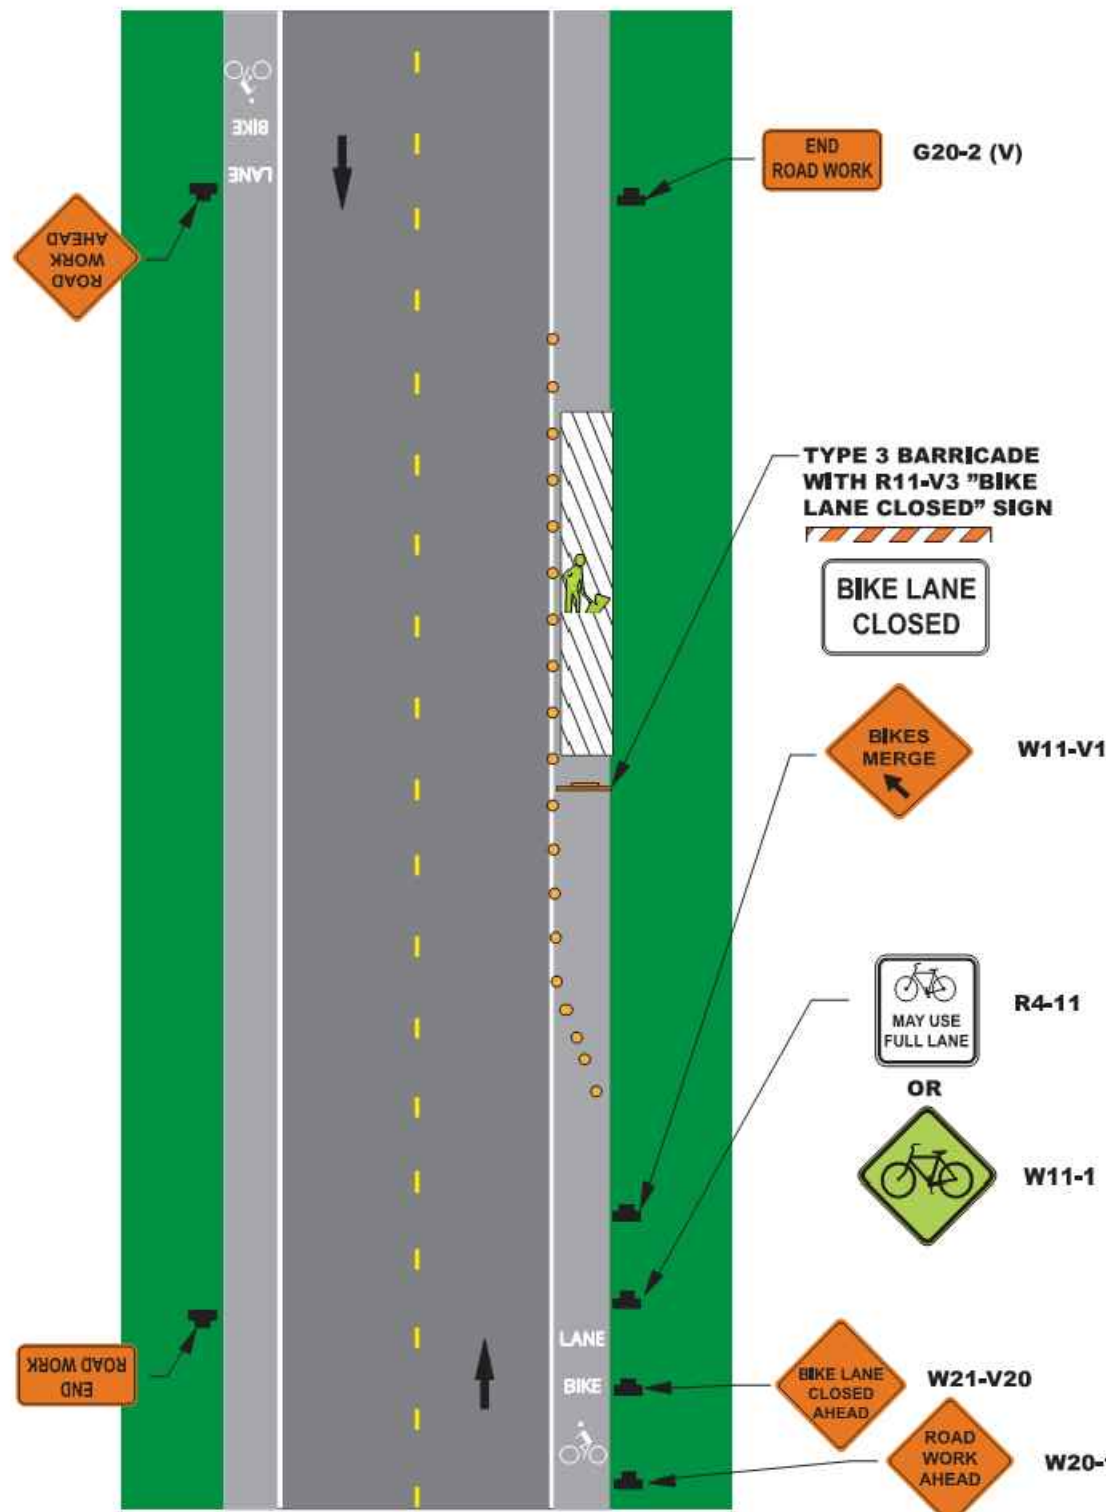 BIKE
LANE
END
ROAD WORK
G20-2 (V)
ROAD
WORK
AHEAD
TYPE 3 BARRICADE
WITH R11-V3 "BIKE
LANE CLOSED" SIGN
BIKE LANE
CLOSED
BIKES
MERGE
W11-V1
MAY USE
FULL LANE
R4-11
OR
W11-1
LANE
BIKE
END
ROAD WORK
BIKE LANE
CLOSED
AHEAD
W21-V20
ROAD
WORK
AHEAD
W20-